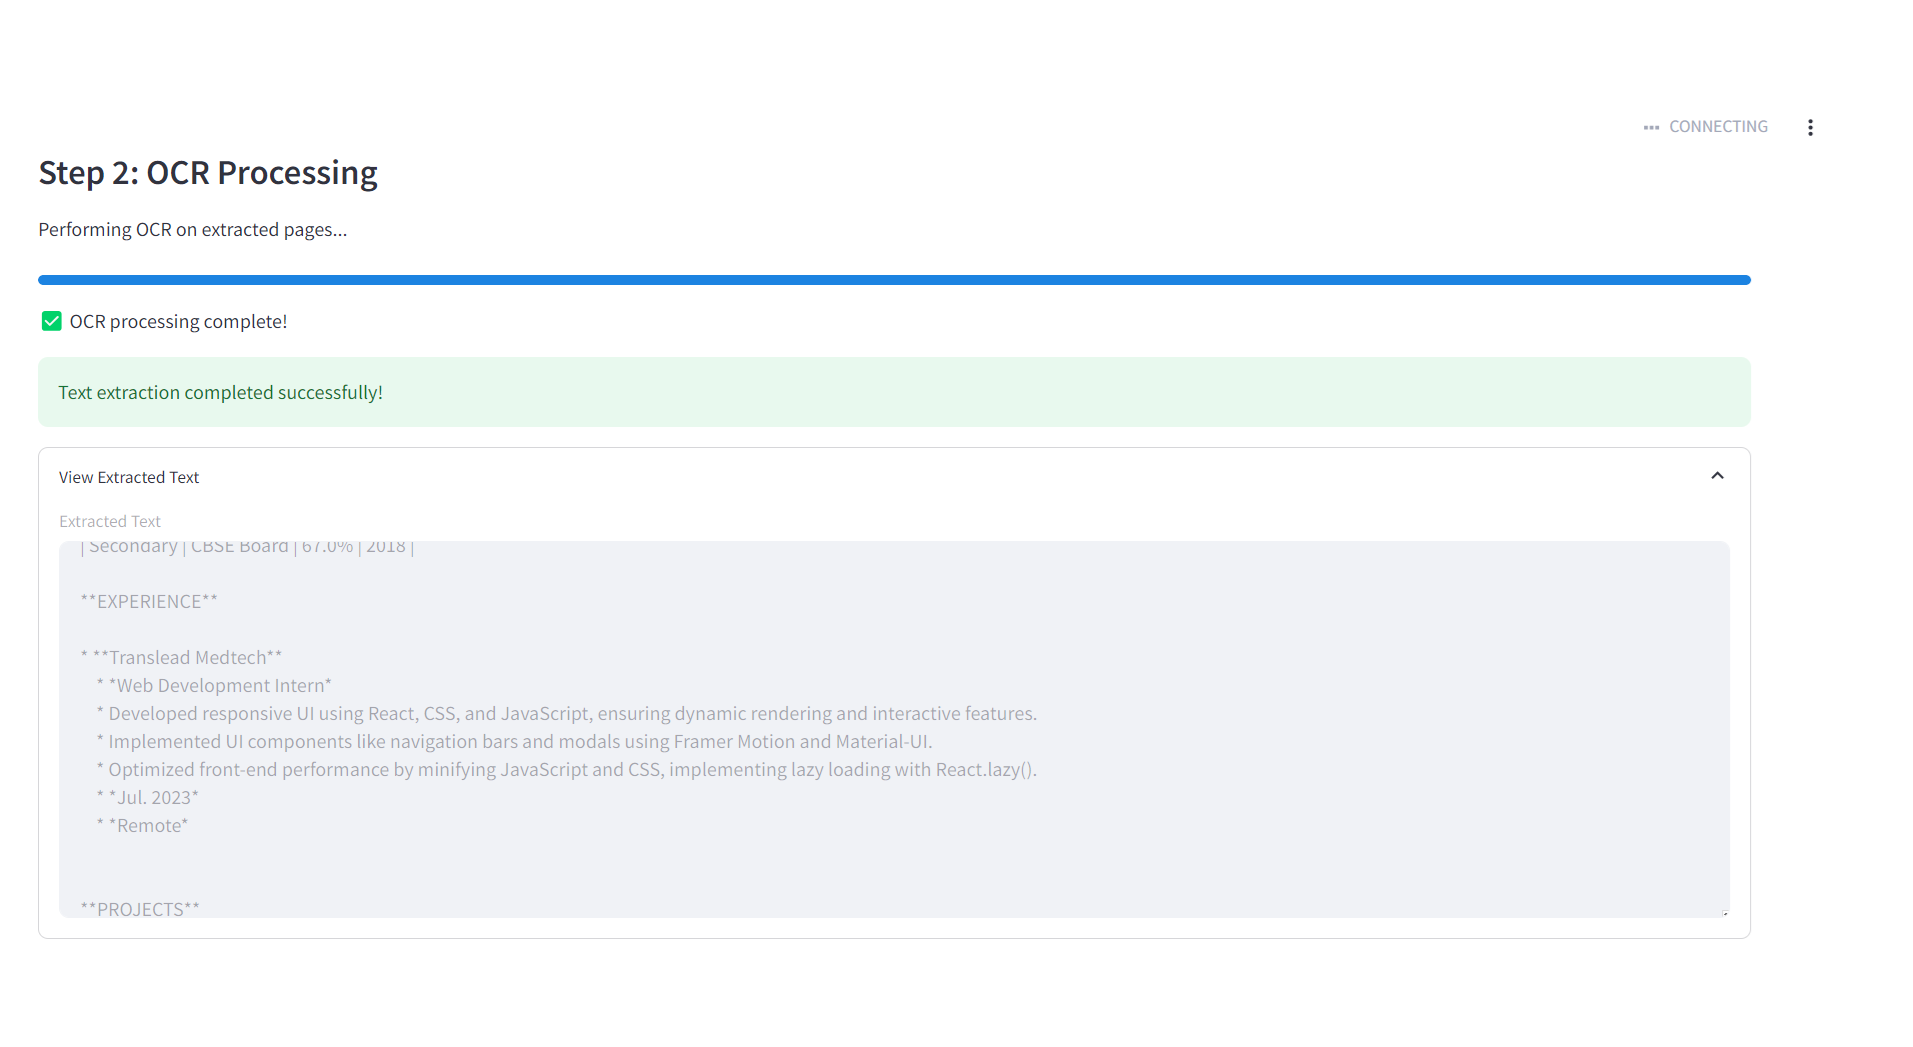 CONNECTING
Step 2: OCR Processing
Performing OCR on extracted pages...
OCR processing complete!
Text extraction completed successfully!
View Extracted Text
Extracted Text
| Secondary | CBSE Board | 67.0% | 2018 |
**EXPERIENCE**
* **Translead Medtech**
* *Web Development Intern*
* Developed responsive UI using React, CSS, and JavaScript, ensuring dynamic rendering and interactive features.
* Implemented UI components like navigation bars and modals using Framer Motion and Material-UI.
* Optimized front-end performance by minifying JavaScript and CSS, implementing lazy loading with React.lazy().
* *Jul. 2023*
* *Remote*
**PROJECTS**